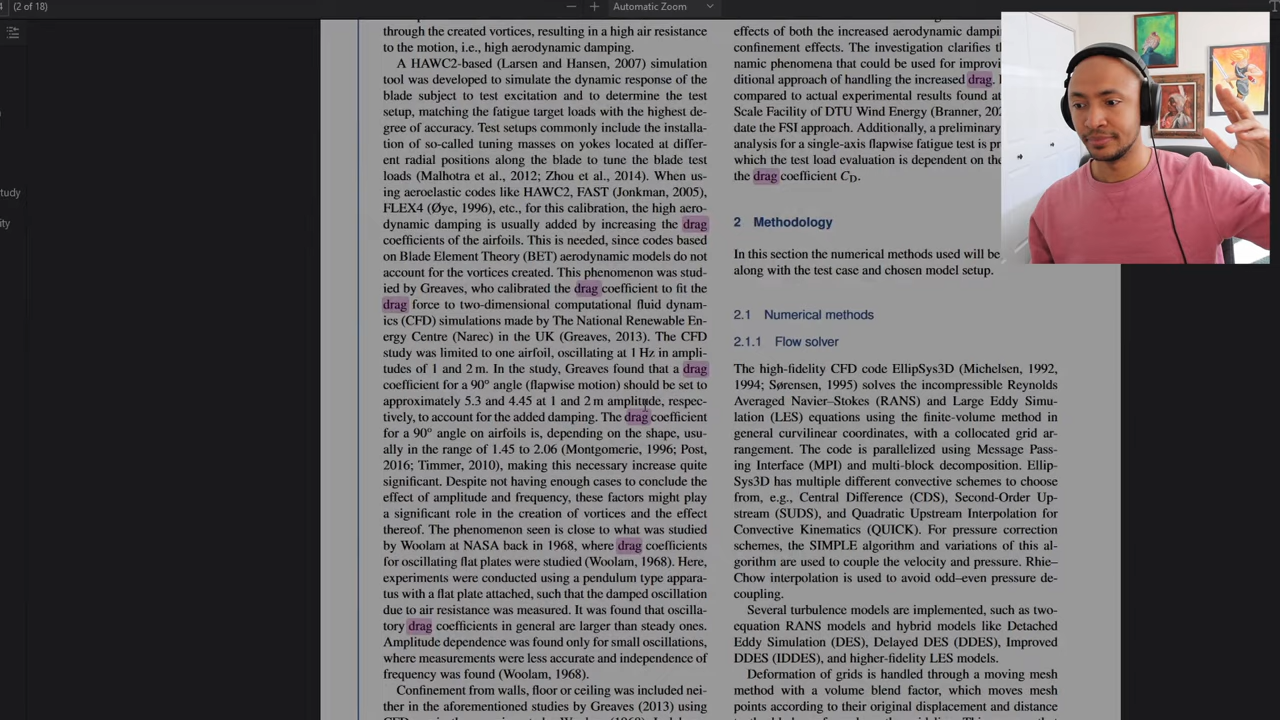 (2 of 18)
Automatic Zoom
tudy
ity
through the created vortices, resulting in a high air resistance
to the motion, i.e., high aerodynamic damping.
A HAWC2-based (Larsen and Hansen, 2007) simulation
tool was developed to simulate the dynamic response of the
blade subject to test excitation and to determine the test
setup, matching the fatigue target loads with the highest de-
gree of accuracy. Test setups commonly include the installa-
tion of so-called tuning masses on yokes located at differ-
ent radial positions along the blade to tune the blade test
loads (Malhotra et al., 2012; Zhou et al., 2014). When us-
ing aeroelastic codes like HAWC2, FAST (Jonkman, 2005),
FLEX4 (Øye, 1996), etc., for this calibration, the high aero-
dynamic damping is usually added by increasing the drag
coefficients of the airfoils. This is needed, since codes based
on Blade Element Theory (BET) aerodynamic models do not
account for the vortices created. This phenomenon was stud-
ied by Greaves, who calibrated the drag coefficient to fit the
drag force to two-dimensional computational fluid dynam-
ics (CFD) simulations made by The National Renewable En-
ergy Centre (Narec) in the UK (Greaves, 2013). The CFD
study was limited to one airfoil, oscillating at 1 Hz in ampli-
tudes of 1 and 2 m. In the study, Greaves found that a drag
coefficient for a 90° angle (flapwise motion) should be set to
approximately 5.3 and 4.45 at 1 and 2 m amplitude, respec-
tively, to account for the added damping. The drag coefficient
for a 90° angle on airfoils is, depending on the shape, usu-
ally in the range of 1.45 to 2.06 (Montgomerie, 1996; Post,
2016; Timmer, 2010), making this necessary increase quite
significant. Despite not having enough cases to conclude the
effect of amplitude and frequency, these factors might play
a significant role in the creation of vortices and the effect
thereof. The phenomenon seen is close to what was studied
by Woolam at NASA back in 1968, where drag coefficients
for oscillating flat plates were studied (Woolam, 1968). Here,
experiments were conducted using a pendulum type appara-
tus with a flat plate attached, such that the damped oscillation
due to air resistance was measured. It was found that oscilla-
tory drag coefficients in general are larger than steady ones.
Amplitude dependence was found only for small oscillations,
where measurements were less accurate and independence of
frequency was found (Woolam, 1968).
Confinement from walls, floor or ceiling was included nei-
ther in the aforementioned studies by Greaves (2013) using
effects of both the increased aerodynamic damp
confinement effects. The investigation clarifies th
namic phenomena that could be used for improvi
ditional approach of handling the increased drag.
compared to actual experimental results found at
Scale Facility of DTU Wind Energy (Branner, 202
date the FSI approach. Additionally, a preliminary
analysis for a single-axis flapwise fatigue test is pr
which the test load evaluation is dependent on the
the drag coefficient CD.
2 Methodology
In this section the numerical methods used will be
along with the test case and chosen model setup.
2.1 Numerical methods
2.1.1 Flow solver
The high-fidelity CFD code EllipSys3D (Michelsen, 1992,
1994; Sørensen, 1995) solves the incompressible Reynolds
Averaged Navier–Stokes (RANS) and Large Eddy Simu-
lation (LES) equations using the finite-volume method in
general curvilinear coordinates, with a collocated grid ar-
rangement. The code is parallelized using Message Pass-
ing Interface (MPI) and multi-block decomposition. Ellip-
Sys3D has multiple different convective schemes to choose
from, e.g., Central Difference (CDS), Second-Order Up-
stream (SUDS), and Quadratic Upstream Interpolation for
Convective Kinematics (QUICK). For pressure correction
schemes, the SIMPLE algorithm and variations of this al-
gorithm are used to couple the velocity and pressure. Rhie–
Chow interpolation is used to avoid odd–even pressure de-
coupling.
Several turbulence models are implemented, such as two-
equation RANS models and hybrid models like Detached
Eddy Simulation (DES), Delayed DES (DDES), Improved
DDES (IDDES), and higher-fidelity LES models.
Deformation of grids is handled through a moving mesh
method with a volume blend factor, which moves mesh
points according to their original displacement and distance